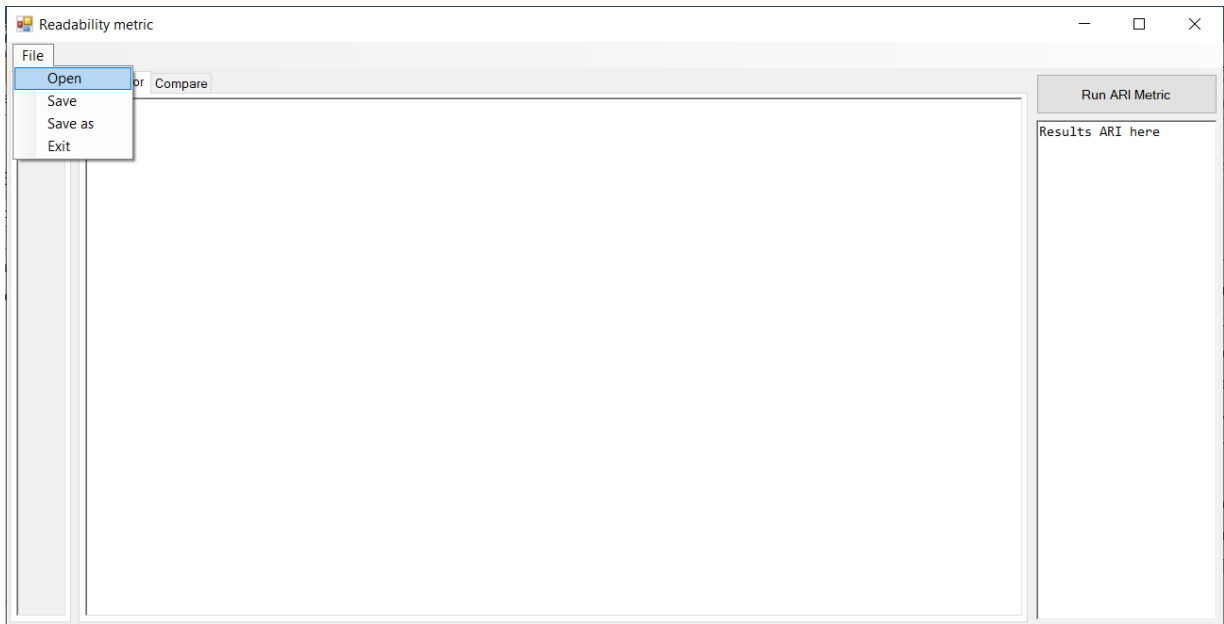 Readability metric
File
Open
Save
Save as
Exit
Compare
Run ARI Metric
Results ARI here